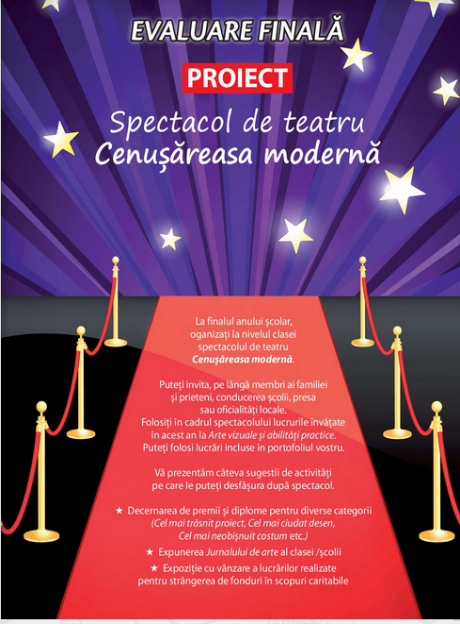 EVALUARE FINALĂ
PROIECT
Spectacol de teatru
Cenușăreasa modernă
La finalul anului școlar,
oganizați la nivelul clasei
spectacolul de teatru
Cenușăreasa modernă.
Puteți invita, pe lângă membri ai familiei
și prieteni, conducerea școlii, presa
sau oficialități locale.
Folosiți în cadrul spectacolului lucrurile învățate
în acest an la Arte vizuale și abilități practice.
Puteți folosi lucrări incluse în portofoliul vostru.
Vă prezentăm câteva sugestii de activități
pe care le puteți desfășura după spectacol.
★ Decernarea de premii și diplome pentru diverse categorii
(Cel mai trăsnit proiect, Cel mai ciudat desen,
Cel mai neobișnuit costum etc.)
★ Expunerea Jurnalului de arte al clasei /școlii
★ Expoziție cu vânzare a lucrărilor realizate
pentru strângerea de fonduri în scopuri caritabile